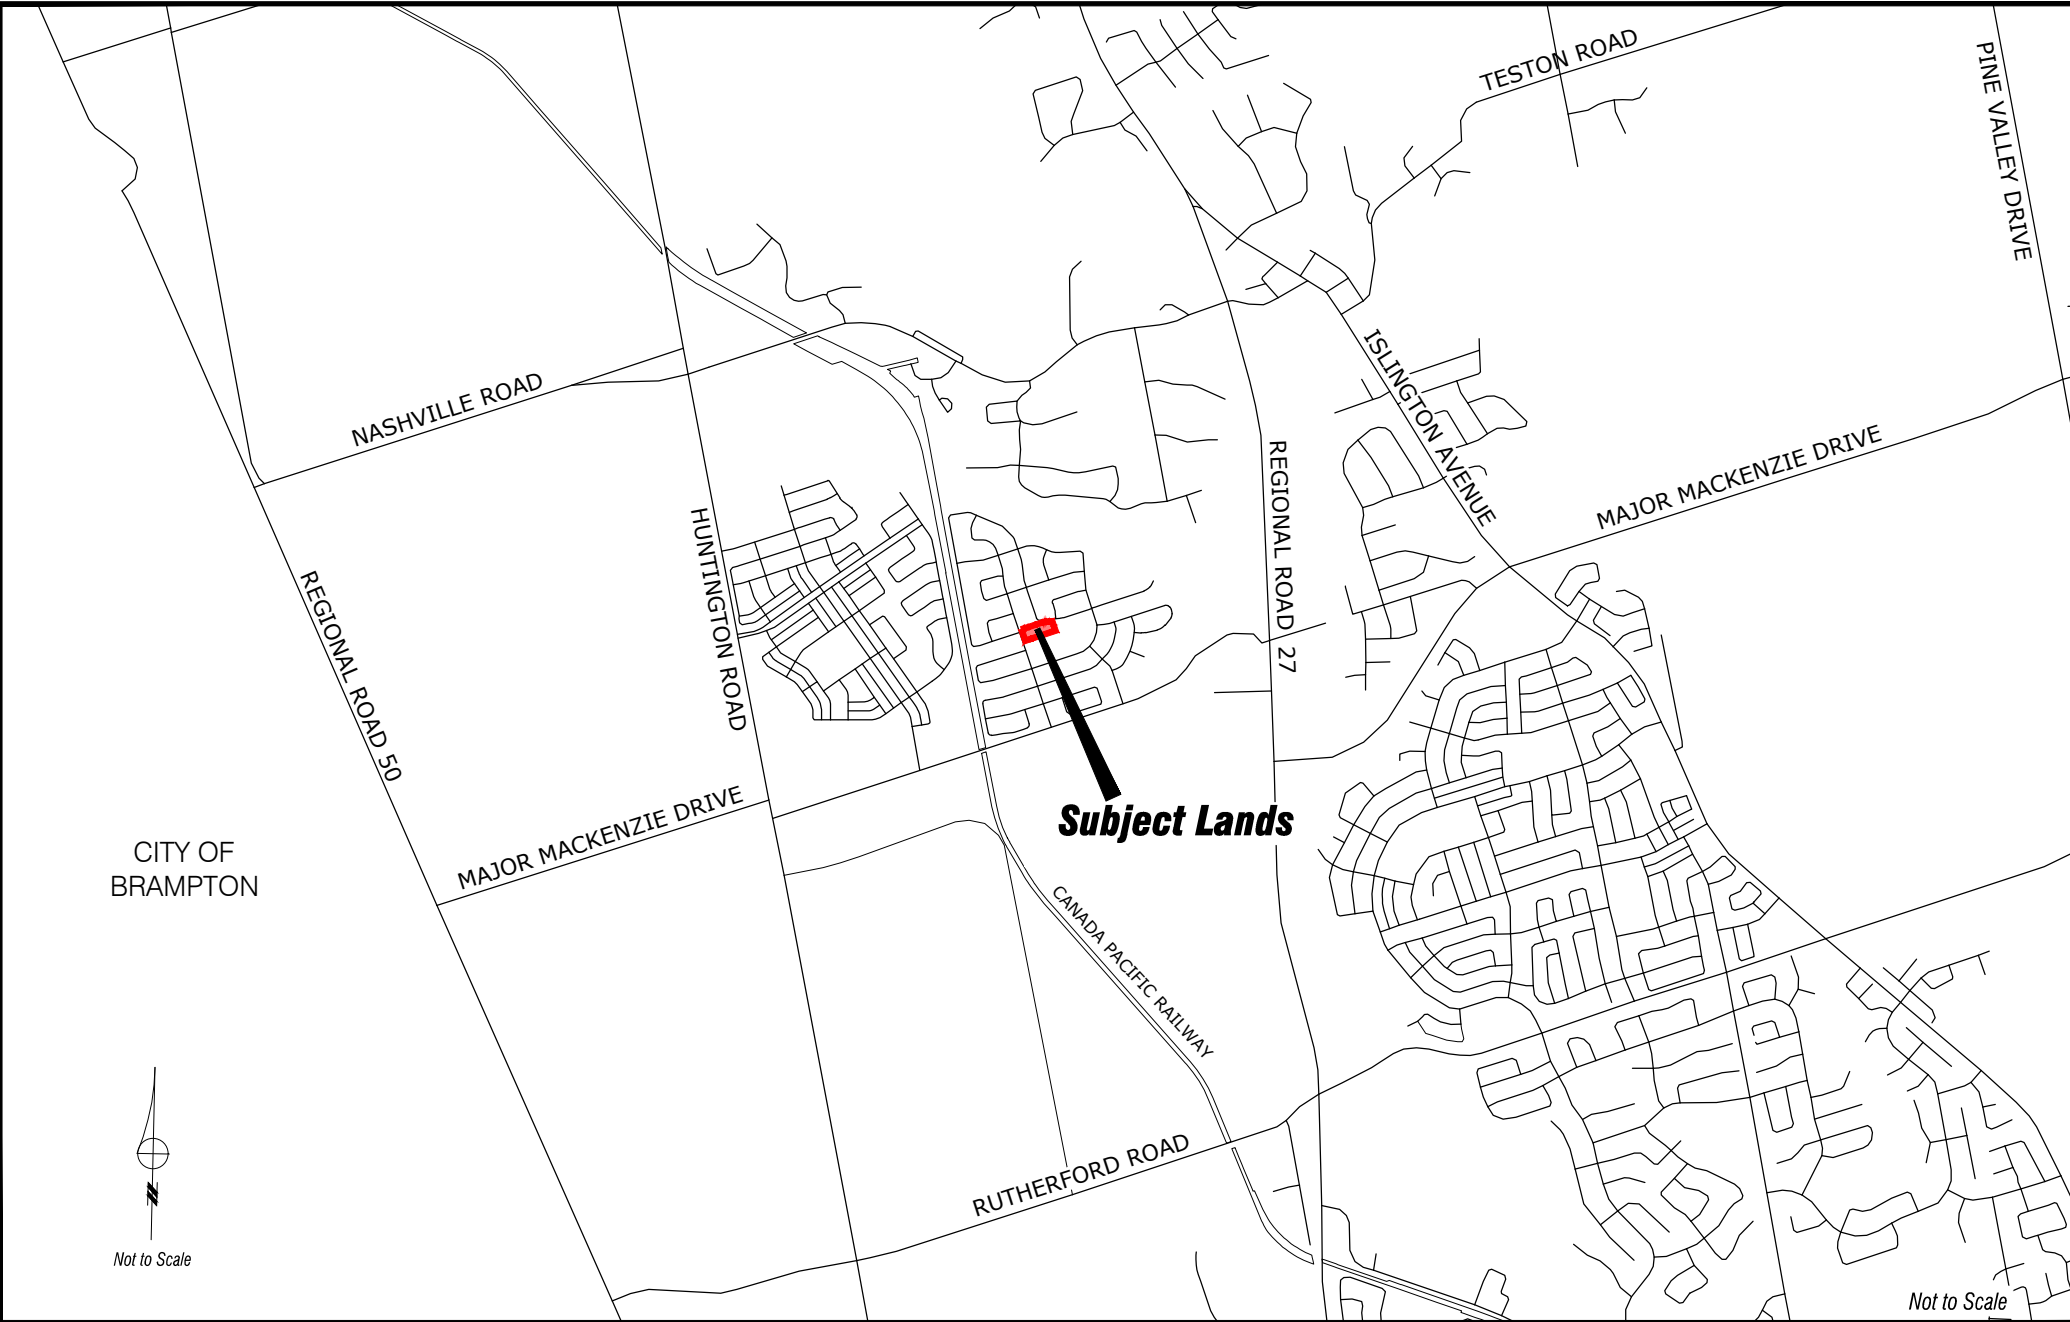 TESTON ROAD
PINE VALLEY DRIVE
NASHVILLE ROAD
ISLINGTON AVENUE
MAJOR MACKENZIE DRIVE
REGIONAL ROAD 27
HUNTINGTON ROAD
REGIONAL ROAD 50
Subject Lands
MAJOR MACKENZIE DRIVE
CITY OF
BRAMPTON
CANADA PACIFIC RAILWAY
RUTHERFORD ROAD
Not to Scale
Not to Scale